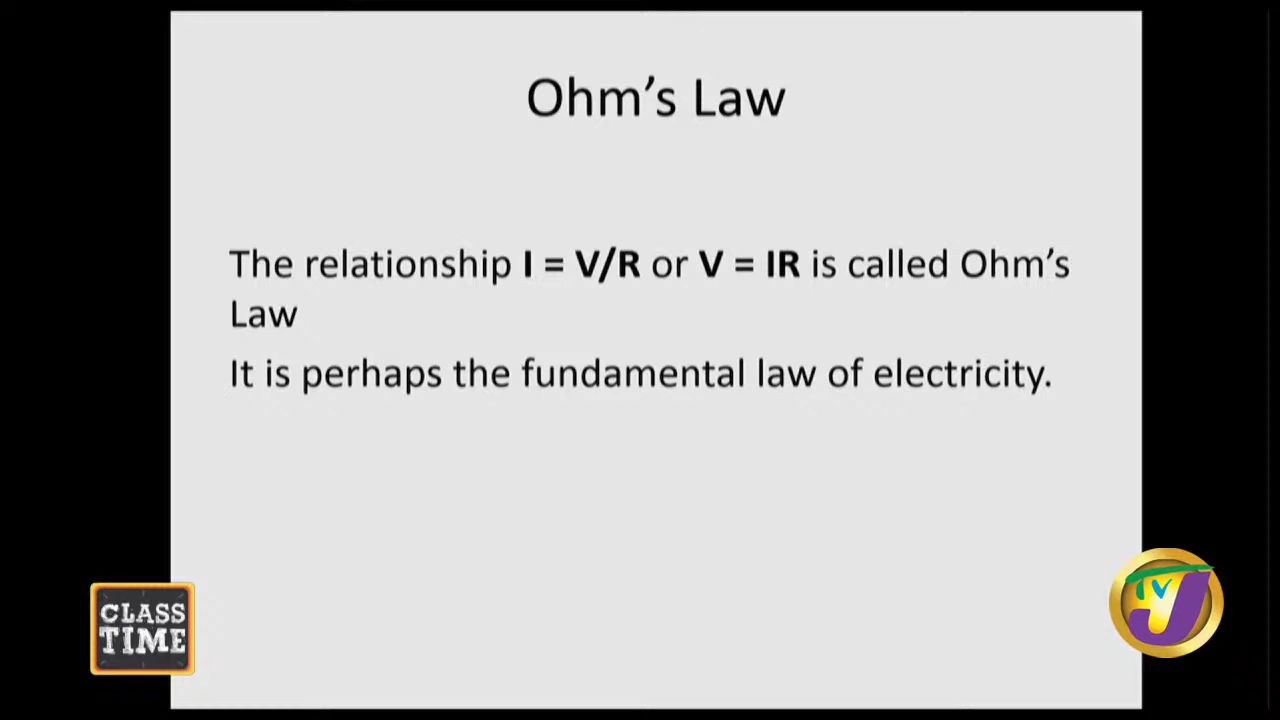 Ohm’s Law
The relationship I = V/R or V = IR is called Ohm’s
Law
It is perhaps the fundamental law of electricity.
CLASS
TIME
TVJ